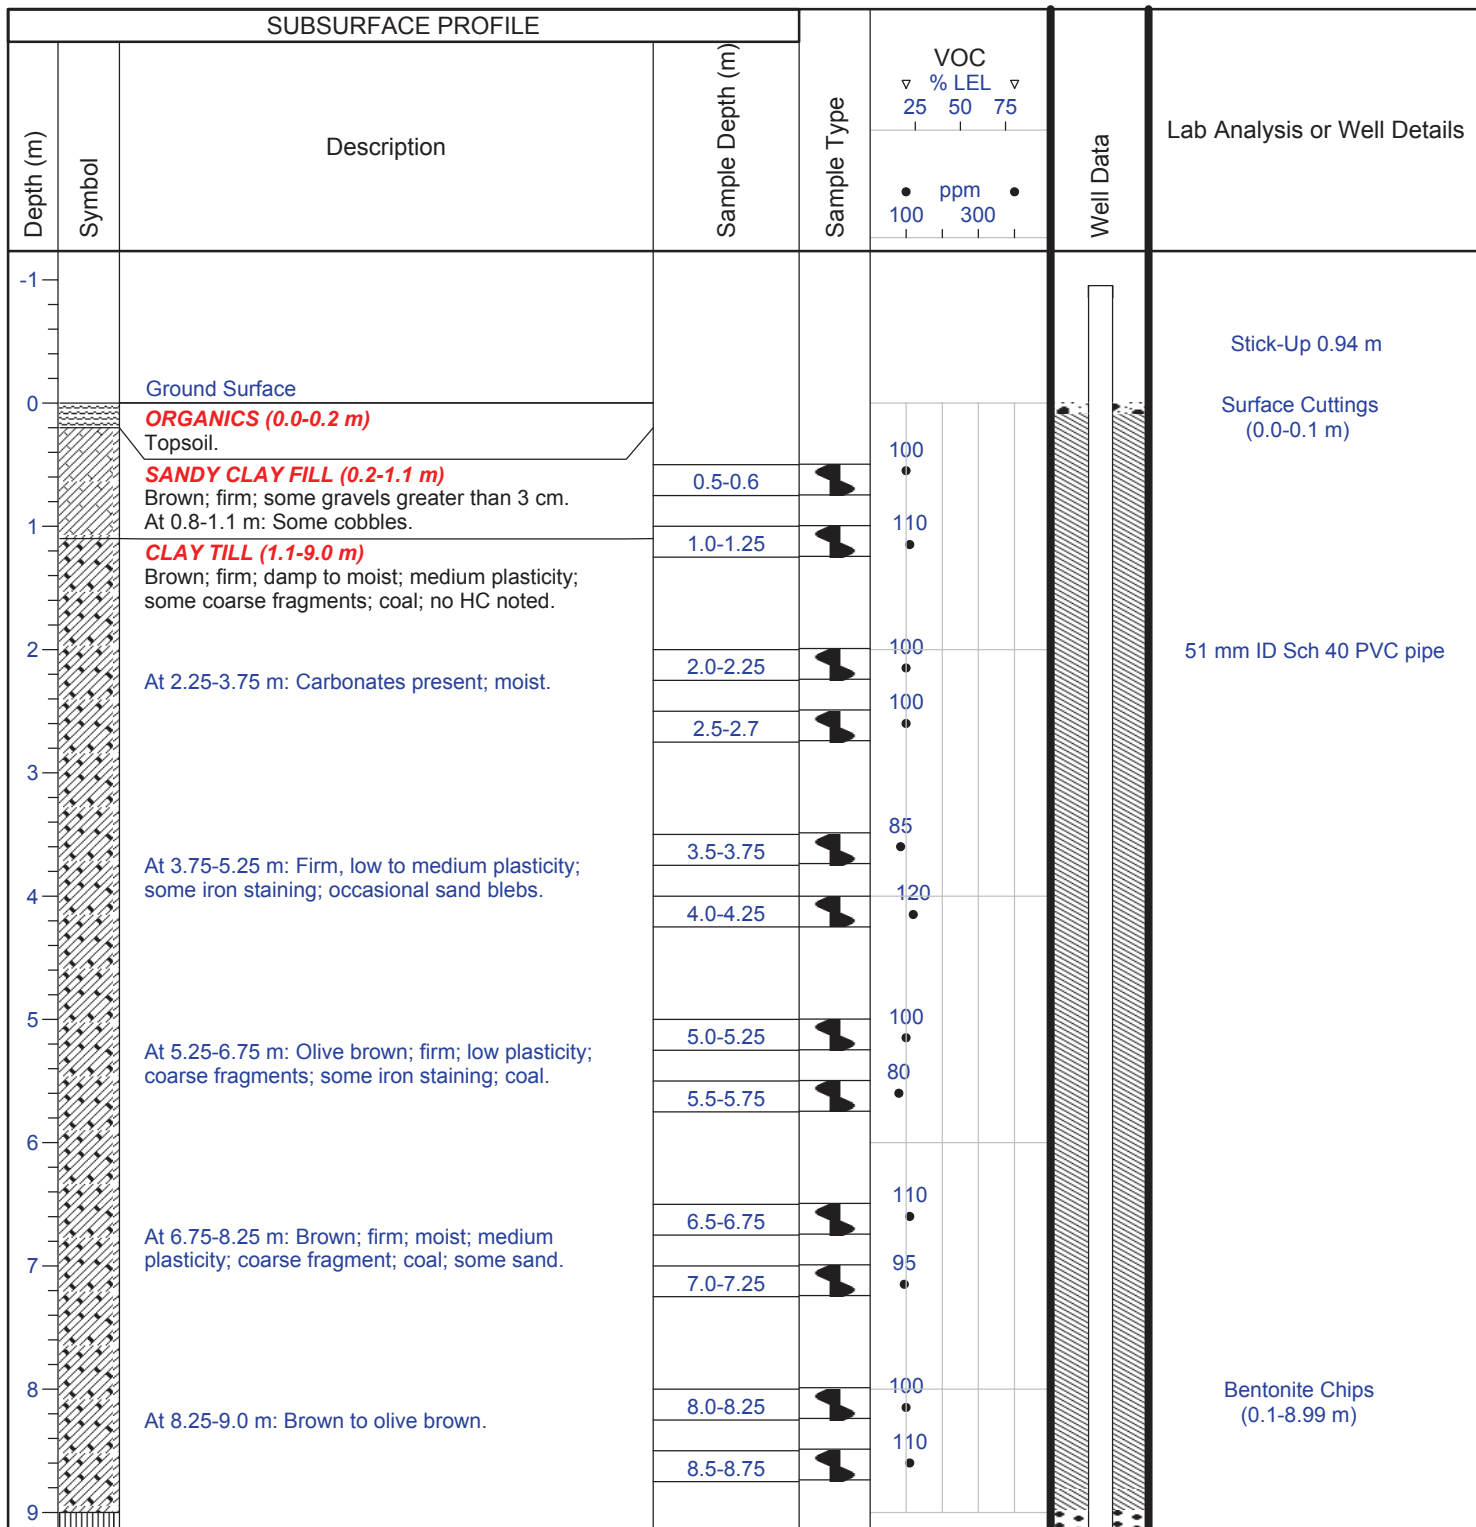 SUBSURFACE PROFILE
Depth (m)
Symbol
Description
Sample Depth (m)
Sample Type
VOC
% LEL
25 50 75
ppm
100 300
Well Data
Lab Analysis or Well Details
-1
Stick-Up 0.94 m
Ground Surface
0
ORGANICS (0.0-0.2 m)
Topsoil.
Surface Cuttings
(0.0-0.1 m)
SANDY CLAY FILL (0.2-1.1 m)
Brown; firm; some gravels greater than 3 cm.
At 0.8-1.1 m: Some cobbles.
0.5-0.6
100
1
CLAY TILL (1.1-9.0 m)
Brown; firm; damp to moist; medium plasticity;
some coarse fragments; coal; no HC noted.
1.0-1.25
110
2
At 2.25-3.75 m: Carbonates present; moist.
2.0-2.25
100
51 mm ID Sch 40 PVC pipe
2.5-2.7
100
3
3.5-3.75
85
At 3.75-5.25 m: Firm, low to medium plasticity;
some iron staining; occasional sand blebs.
4
4.0-4.25
120
5
5.0-5.25
100
At 5.25-6.75 m: Olive brown; firm; low plasticity;
coarse fragments; some iron staining; coal.
5.5-5.75
80
6
6.5-6.75
110
At 6.75-8.25 m: Brown; firm; moist; medium
plasticity; coarse fragment; coal; some sand.
7
7.0-7.25
95
8
8.0-8.25
100
Bentonite Chips
(0.1-8.99 m)
At 8.25-9.0 m: Brown to olive brown.
8.5-8.75
110
9